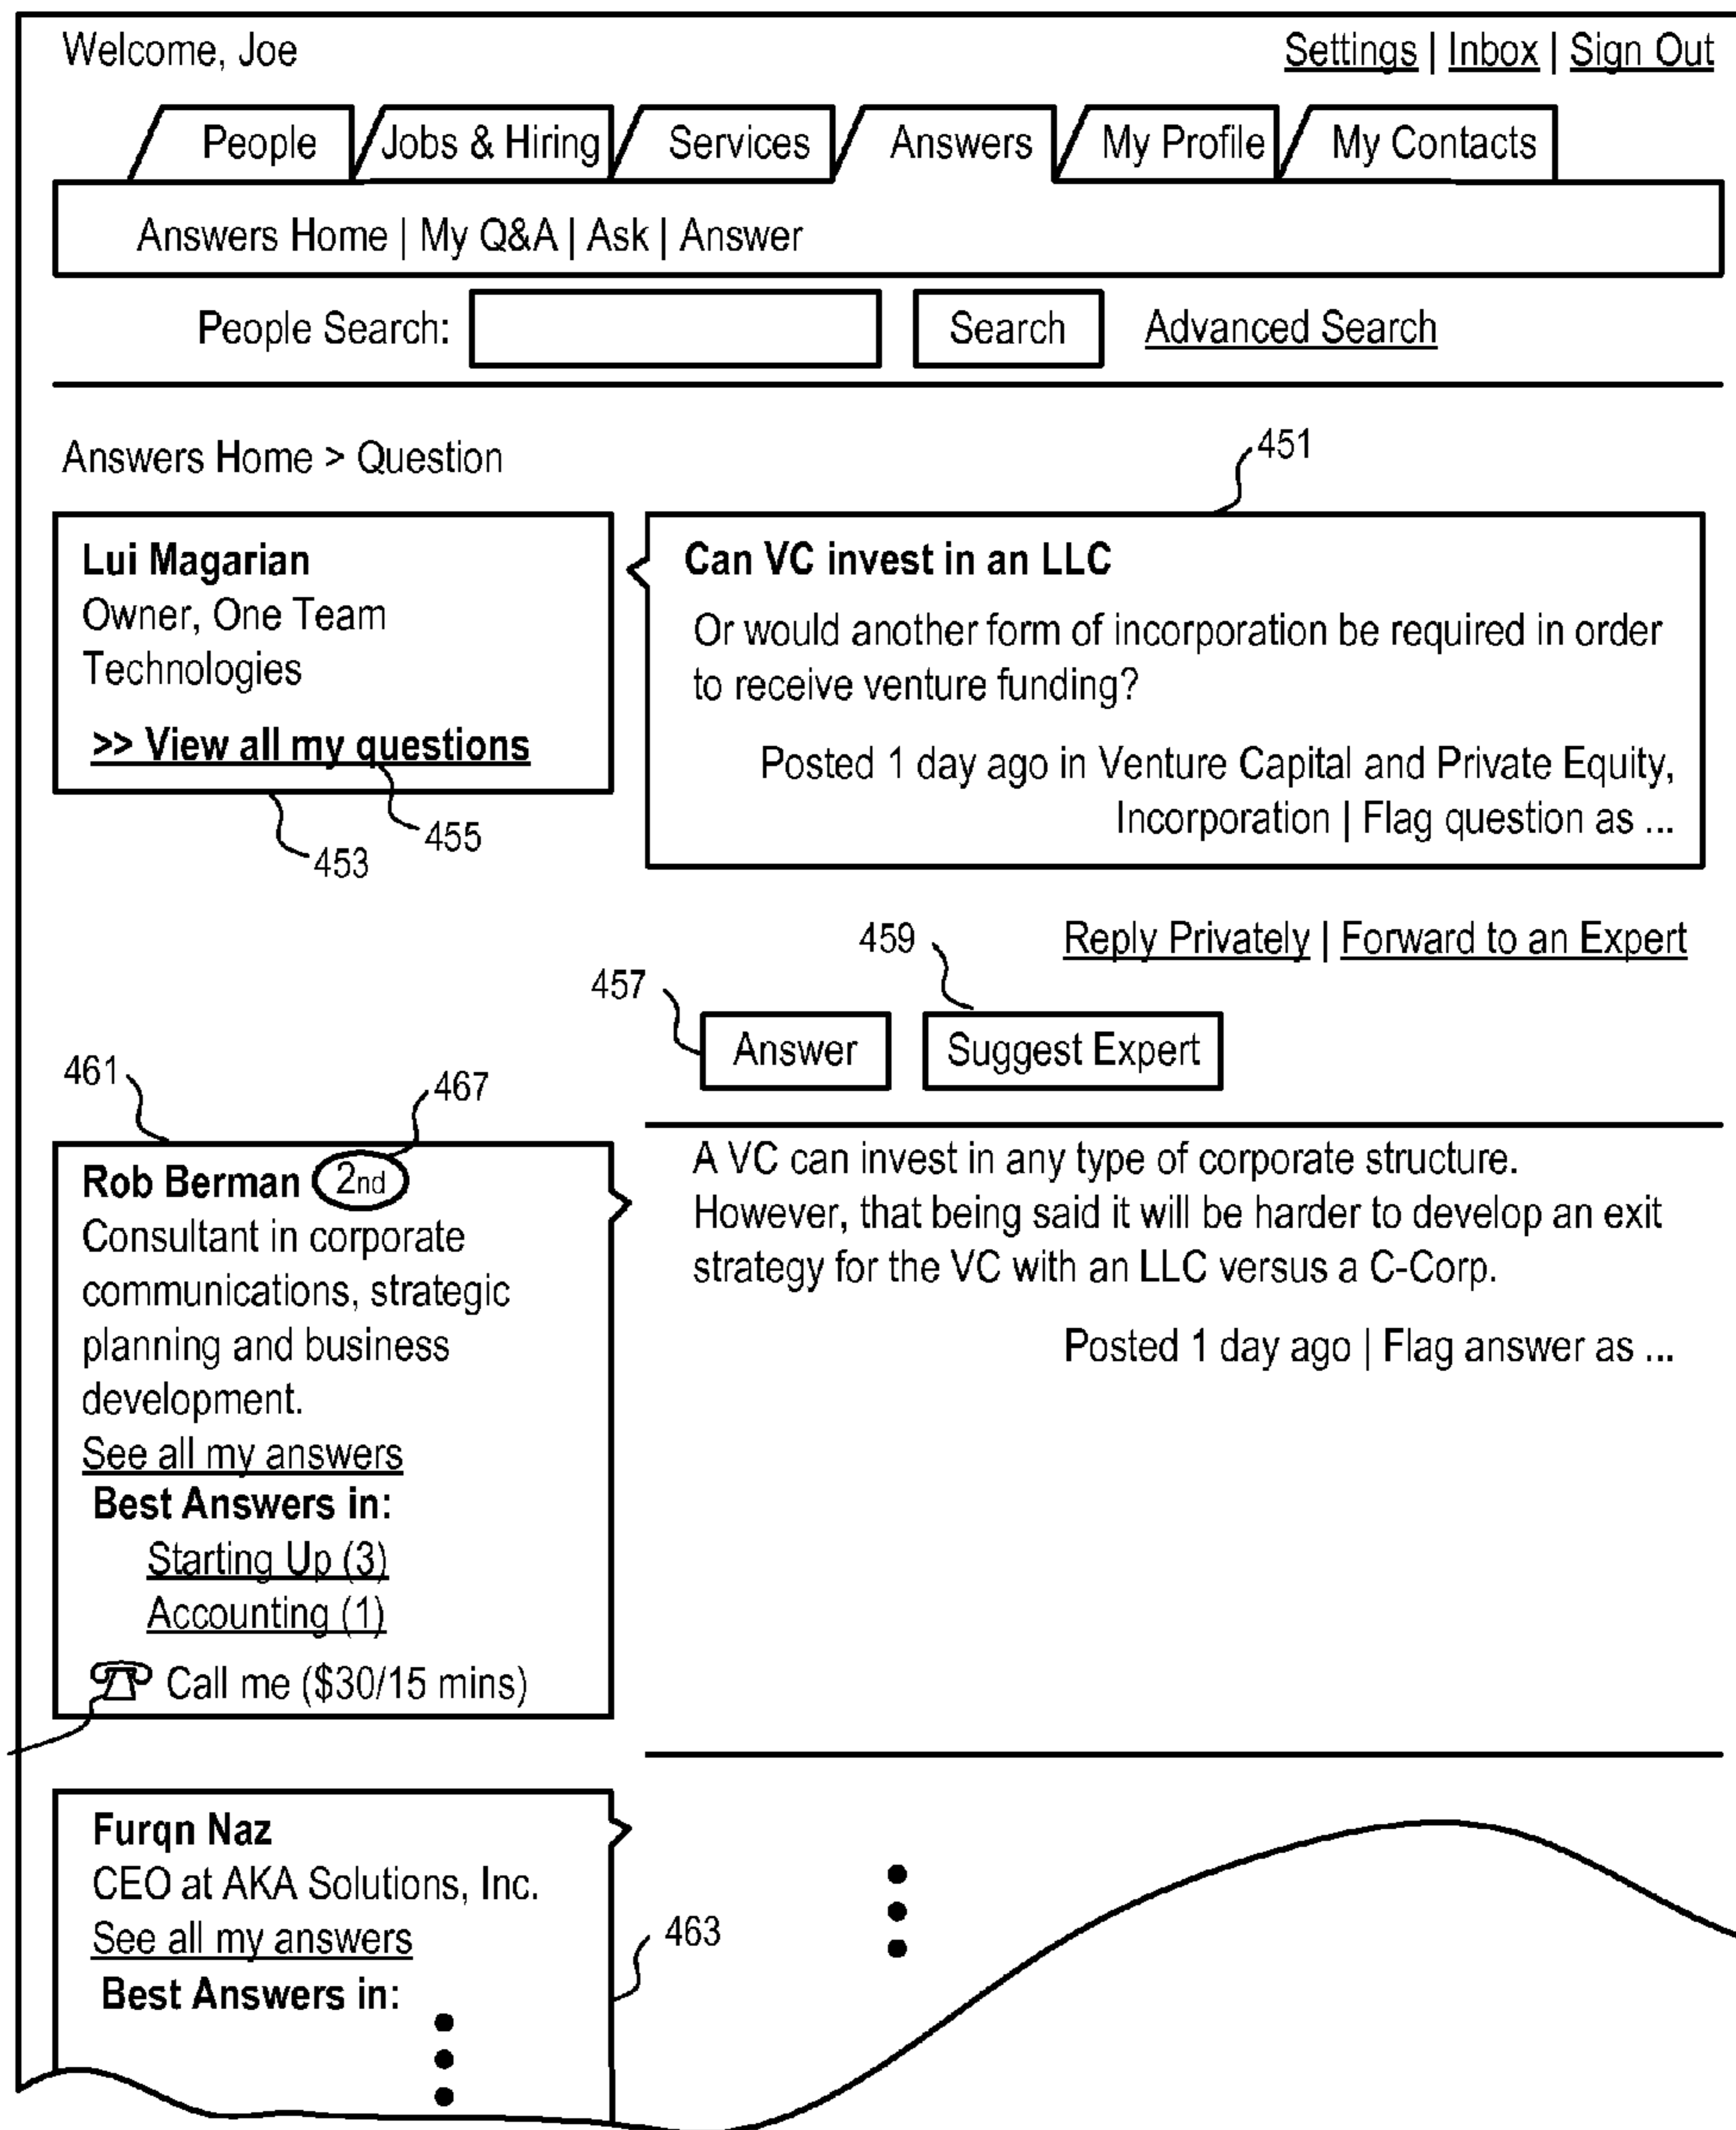 Welcome, Joe
Settings | Inbox | Sign Out
People
Jobs & Hiring
Services
Answers
My Profile
My Contacts
Answers Home | My Q&A | Ask | Answer
People Search:
Search
Advanced Search
Answers Home > Question
451
Lui Magarian
Owner, One Team
Technologies
>> View all my questions
455
453
Can VC invest in an LLC
Or would another form of incorporation be required in order
to receive venture funding?
Posted 1 day ago in Venture Capital and Private Equity,
Incorporation | Flag question as ...
Reply Privately | Forward to an Expert
459
457
Answer
Suggest Expert
461
467
Rob Berman 2nd
Consultant in corporate
communications, strategic
planning and business
development.
See all my answers
Best Answers in:
Starting Up (3)
Accounting (1)
Call me ($30/15 mins)
A VC can invest in any type of corporate structure.
However, that being said it will be harder to develop an exit
strategy for the VC with an LLC versus a C-Corp.
Posted 1 day ago | Flag answer as ...
Furqn Naz
CEO at AKA Solutions, Inc.
See all my answers
Best Answers in:
463